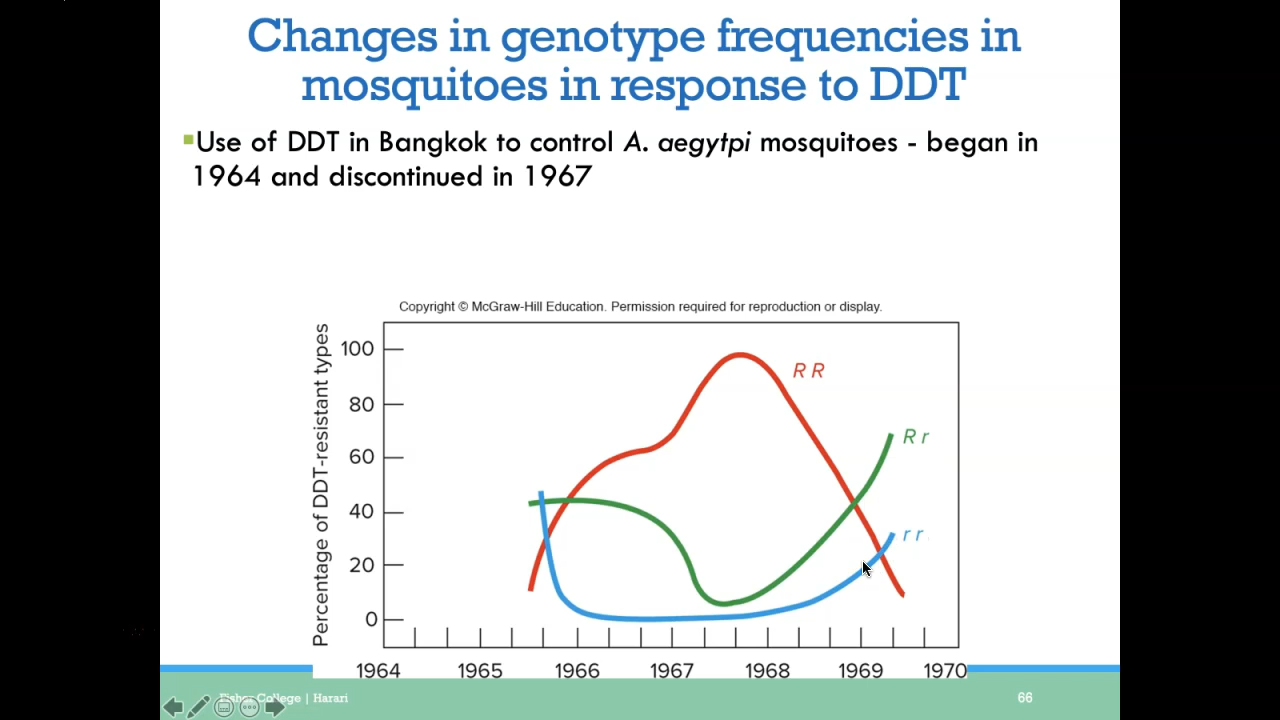 Changes in genotype frequencies in
mosquitoes in response to DDT
Use of DDT in Bangkok to control A. aegytpi mosquitoes - began in
1964 and discontinued in 1967
Copyright © McGraw-Hill Education. Permission required for reproduction or display.
Percentage of DDT-resistant types
100
80
60
40
20
0
R R
R r
r r
1964 1965 1966 1967 1968 1969 1970
Fisher College | Harari
66